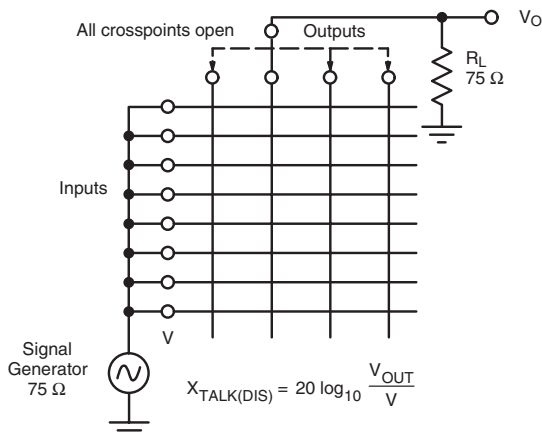 All crosspoints open
Outputs
VO
RL
75 Ω
Inputs
V
Signal
Generator
75 Ω
XTALK(DIS) = 20 log10 VOUT
V